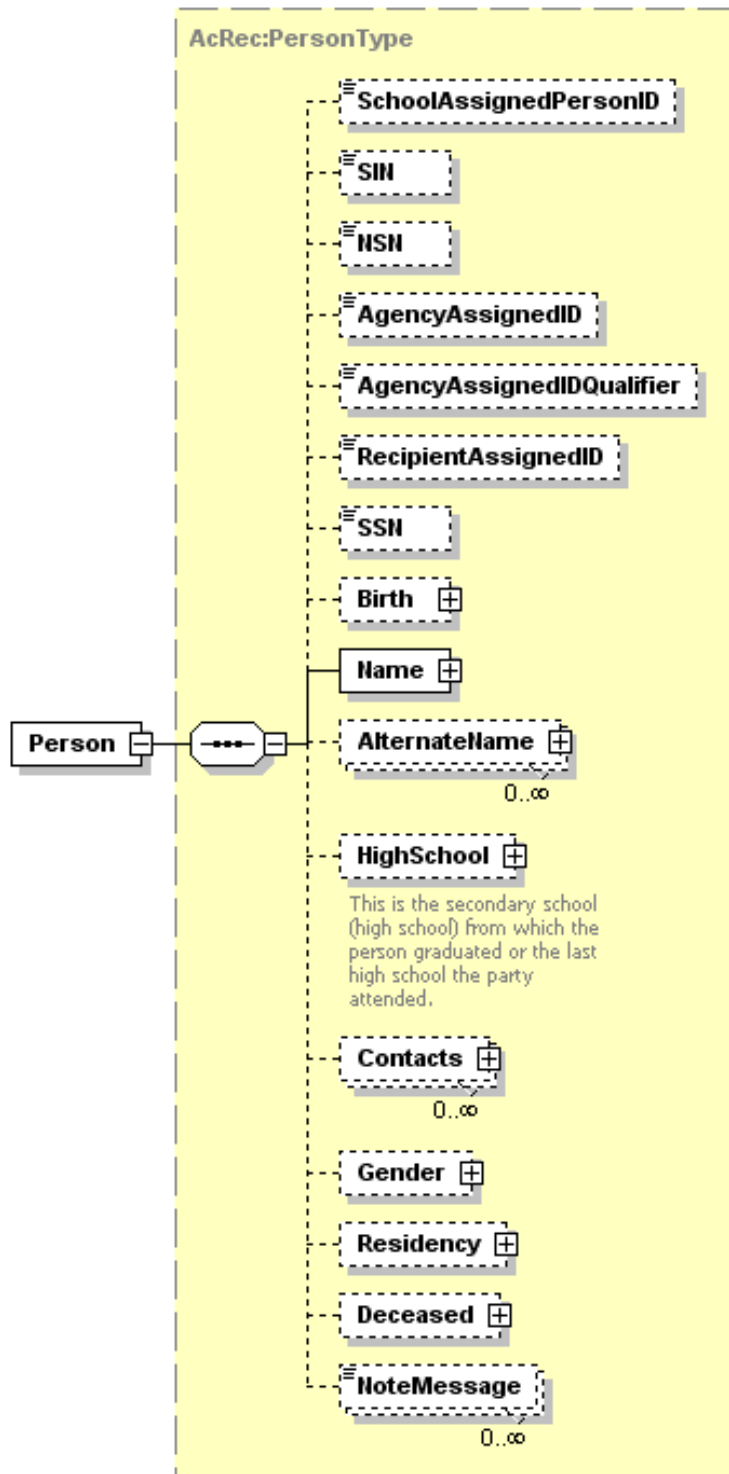 AcRec:PersonType
SchoolAssignedPersonID
SIN
NSN
AgencyAssignedID
AgencyAssignedIDQualifier
RecipientAssignedID
SSN
Birth
Name
Person
AlternateName
0..∞
HighSchool
This is the secondary school
(high school) from which the
person graduated or the last
high school the party
attended.
Contacts
0..∞
Gender
Residency
Deceased
NoteMessage
0..∞